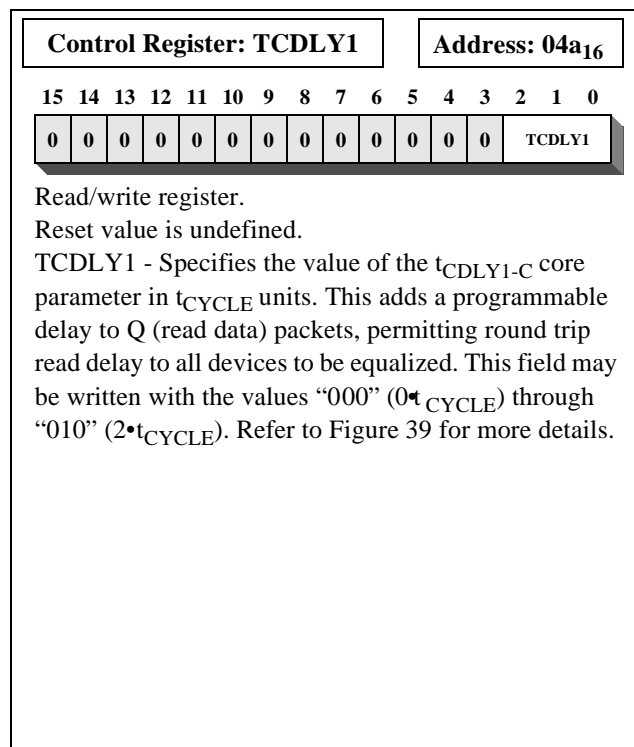 Control Register: TCDLY1 Address: 04a16
15 14 13 12 11 10 9 8 7 6 5 4 3 2 1 0
0 0 0 0 0 0 0 0 0 0 0 0 0 TCDLY1
Read/write register.
Reset value is undefined.
TCDLY1 - Specifies the value of the tCDLY1-C core
parameter in tCYCLE units. This adds a programmable
delay to Q (read data) packets, permitting round trip
read delay to all devices to be equalized. This field may
be written with the values “000” (0•tCYCLE) through
“010” (2•tCYCLE). Refer to Figure 39 for more details.